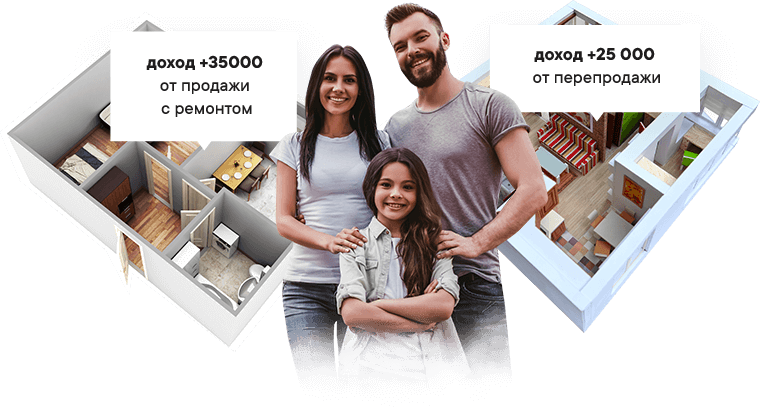 доход +35000
от продажи
с ремонтом
доход +25 000
от перепродажи